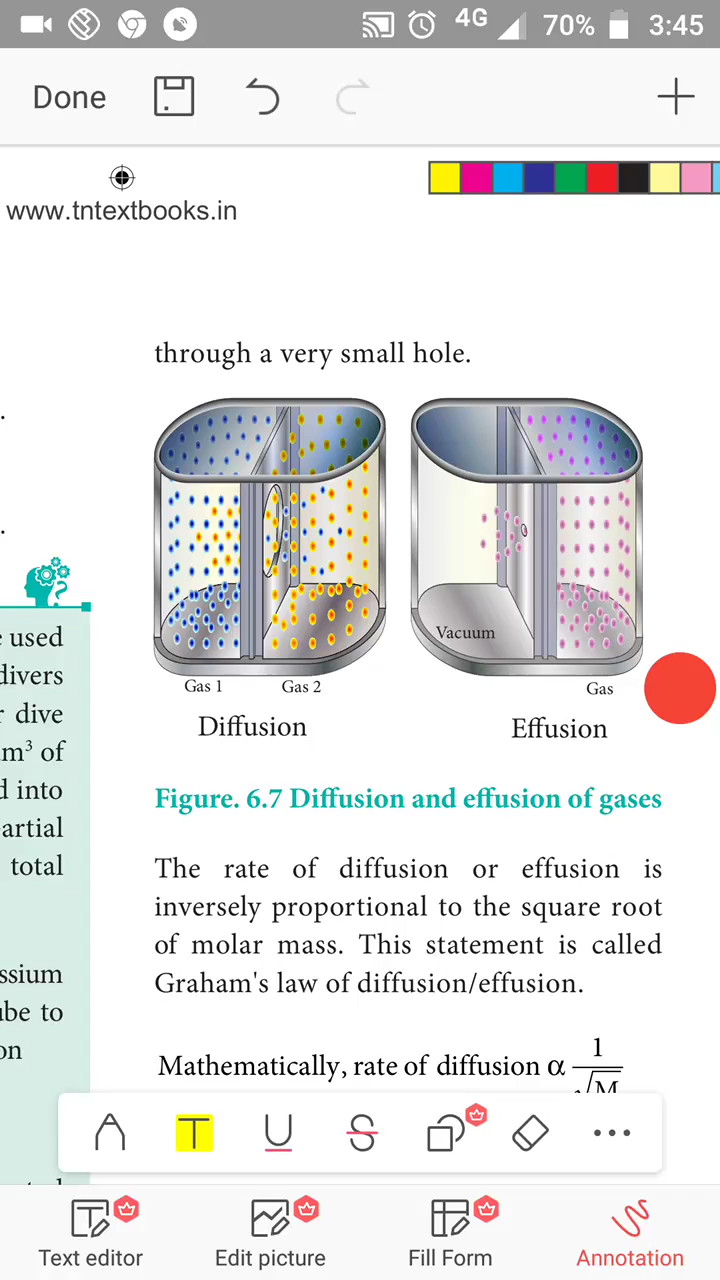 4G 70% 3:45
Done
www.tntextbooks.in
through a very small hole.
Vacuum
Gas 1 Gas 2 Gas
Diffusion Effusion
Figure. 6.7 Diffusion and effusion of gases
The rate of diffusion or effusion is
inversely proportional to the square root
of molar mass. This statement is called
Graham's law of diffusion/effusion.
Mathematically, rate of diffusion α 1/√M
.
.
used
divers
dive
m³ of
into
artial
total
ssium
be to
on
T U S
Text editor Edit picture Fill Form Annotation